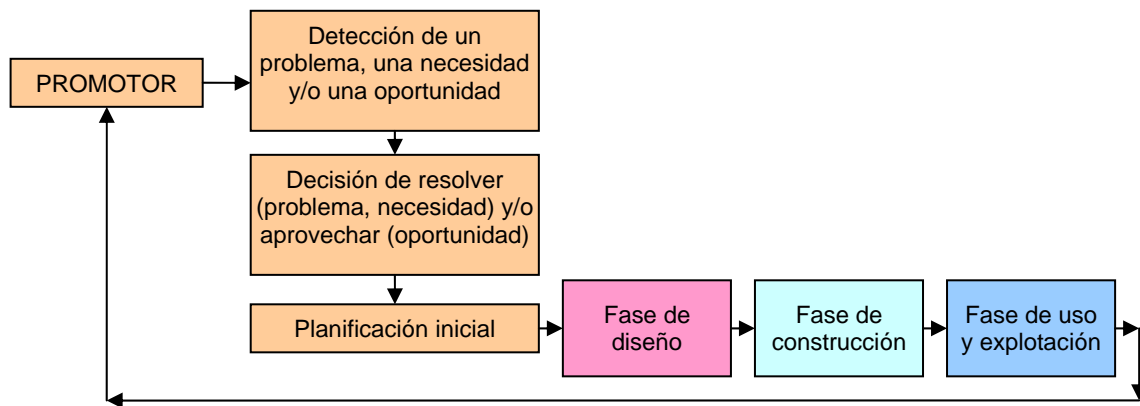 PROMOTOR
Detección de un
problema, una necesidad
y/o una oportunidad
Decisión de resolver
(problema, necesidad) y/o
aprovechar (oportunidad)
Planificación inicial
Fase de
diseño
Fase de
construcción
Fase de uso
y explotación